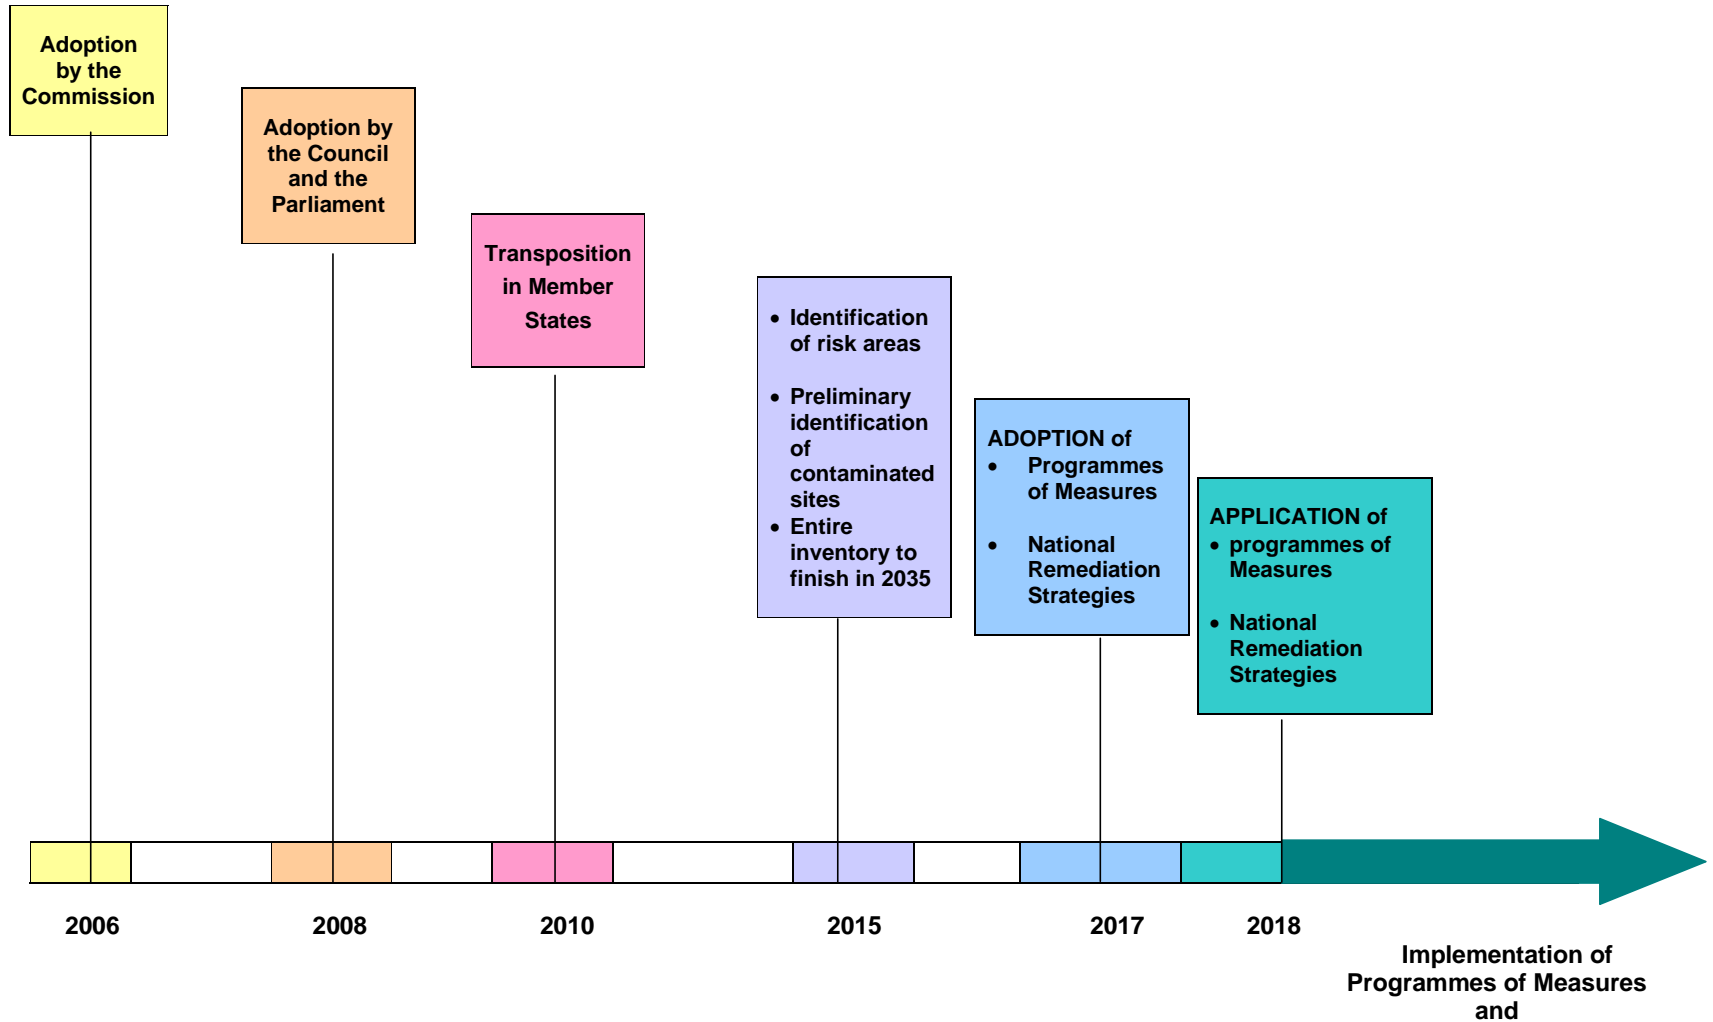 Adoption
by the
Commission
Adoption by
the Council
and the
Parliament
Transposition
in Member
States
• Identification
of risk areas
• Preliminary
identification
of
contaminated
sites
• Entire
inventory to
finish in 2035
ADOPTION of
• Programmes
of Measures
• National
Remediation
Strategies
APPLICATION of
• programmes of
Measures
• National
Remediation
Strategies
2006
2008
2010
2015
2017
2018
Implementation of
Programmes of Measures
and